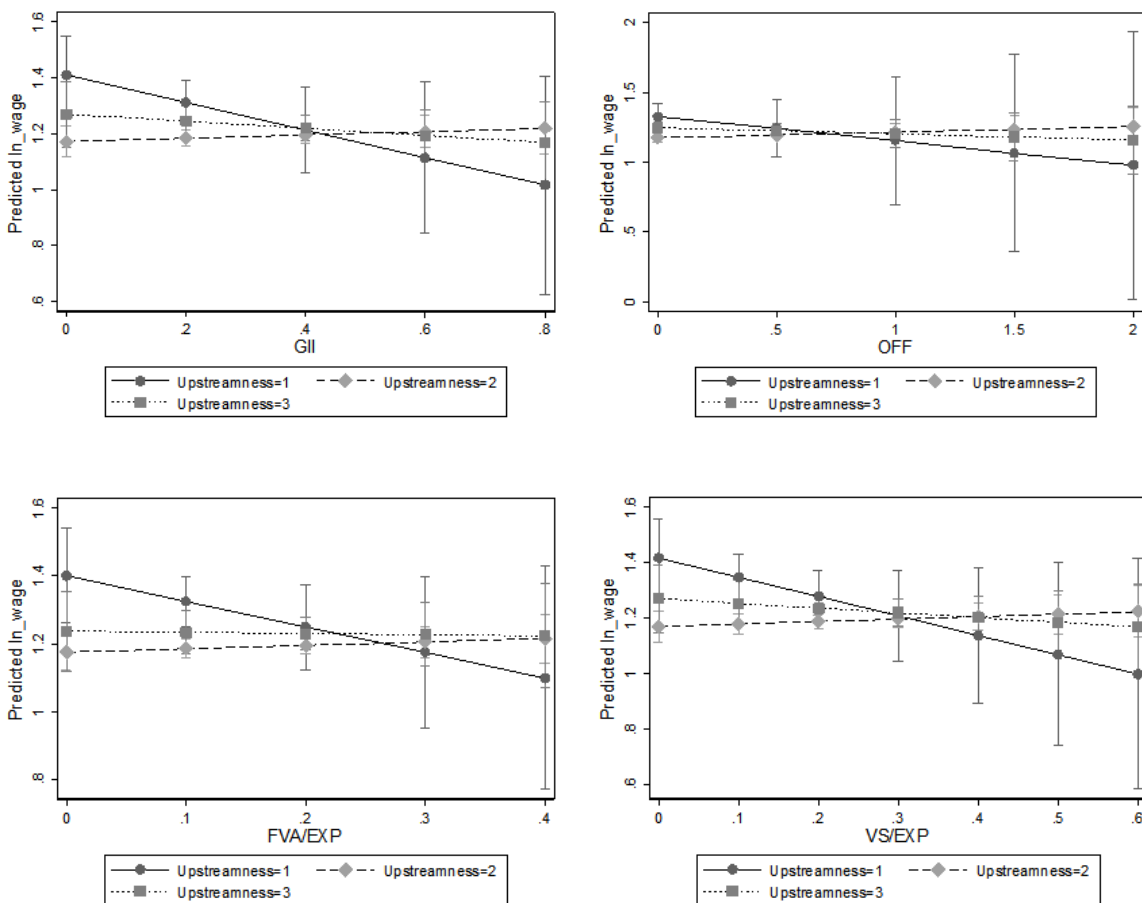 1.6
1.4
1.2
1
.8
.6
Predicted ln_wage
0 .2 .4 .6 .8
GII
Upstreamness=1 Upstreamness=2
Upstreamness=3
2
1.5
1
.5
0
Predicted ln_wage
0 .5 1 1.5 2
OFF
Upstreamness=1 Upstreamness=2
Upstreamness=3
1.6
1.4
1.2
1
.8
Predicted ln_wage
0 .1 .2 .3 .4
FVA/EXP
Upstreamness=1 Upstreamness=2
Upstreamness=3
1.6
1.4
1.2
1
.8
.6
Predicted ln_wage
0 .1 .2 .3 .4 .5 .6
VS/EXP
Upstreamness=1 Upstreamness=2
Upstreamness=3